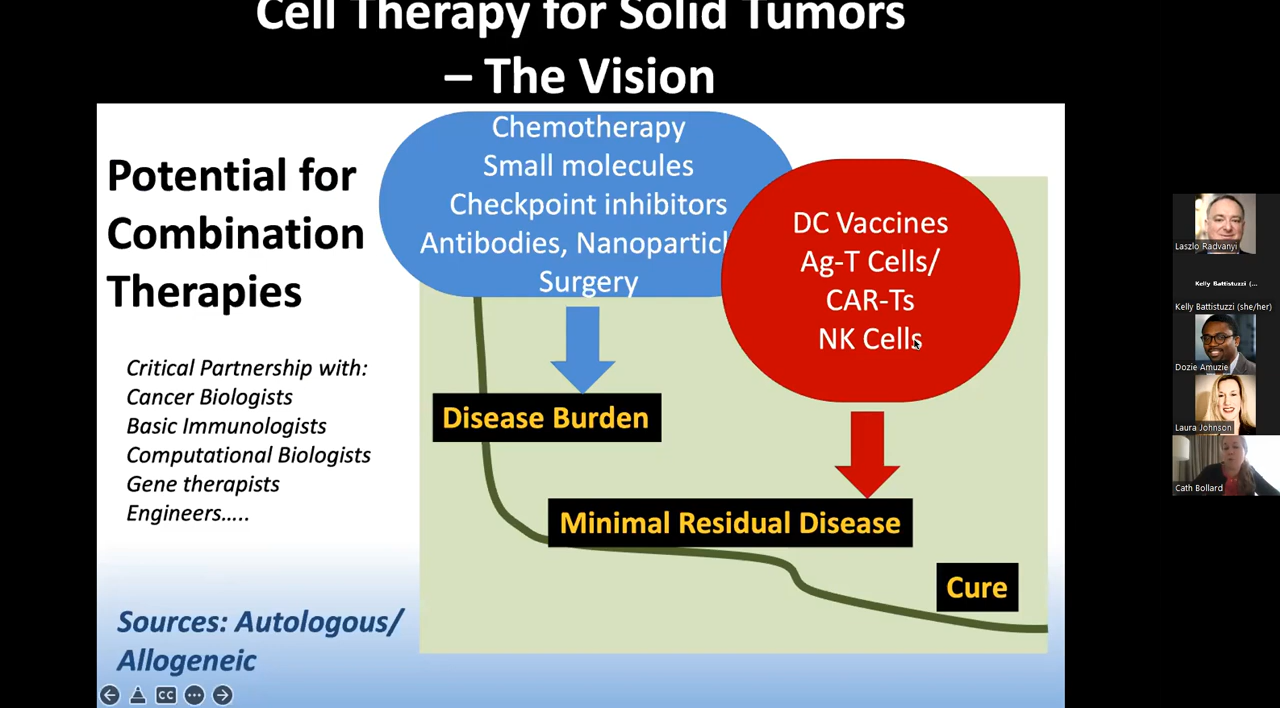 Cell Therapy for Solid Tumors
– The Vision
Potential for
Combination
Therapies
Critical Partnership with:
Cancer Biologists
Basic Immunologists
Computational Biologists
Gene therapists
Engineers…..
Sources: Autologous/
Allogeneic
Chemotherapy
Small molecules
Checkpoint inhibitors
Antibodies, Nanoparticl
Surgery
DC Vaccines
Ag-T Cells/
CAR-Ts
NK Cells
Disease Burden
Minimal Residual Disease
Cure
CC
Laszlo Radvanyi
Kelly Battistuzzi (...
Kelly Battistuzzi (she/her)
Dozie Amuzie
Laura Johnson
Cath Bollard